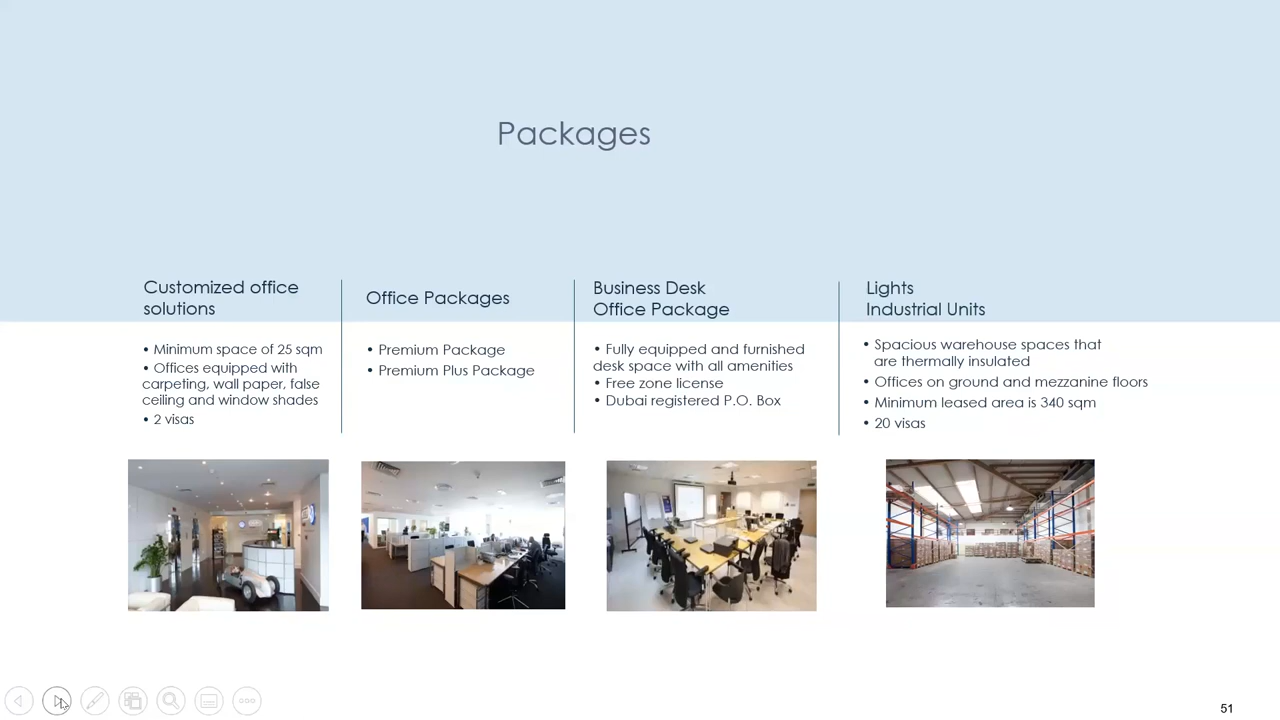 Packages
Customized office
solutions
• Minimum space of 25 sqm
• Offices equipped with
carpeting, wall paper, false
ceiling and window shades
• 2 visas
Office Packages
• Premium Package
• Premium Plus Package
Business Desk
Office Package
• Fully equipped and furnished
desk space with all amenities
• Free zone license
• Dubai registered P.O. Box
Lights
Industrial Units
• Spacious warehouse spaces that
are thermally insulated
• Offices on ground and mezzanine floors
• Minimum leased area is 340 sqm
• 20 visas
51